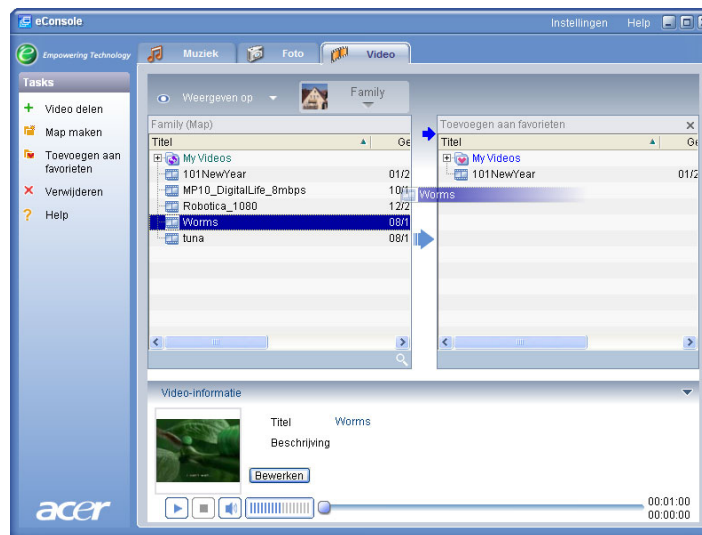 eConsole
Instellingen Help
Empowering Technology
Muziek Foto Video
Tasks
Video delen
Map maken
Toevoegen aan
favorieten
Verwijderen
Help
Weergeven op
Family
Family (Map)
Titel Ge
My Videos
101NewYear 01/2
MP10_DigitalLife_8mbps 10/1
Robotica_1080 12/2
Worms 08/1
tuna 08/1
Toevoegen aan favorieten
Titel Ge
My Videos
101NewYear 01/2
Worms
Video-informatie
Titel Worms
Beschrijving
Bewerken
00:01:00
00:00:00
acer